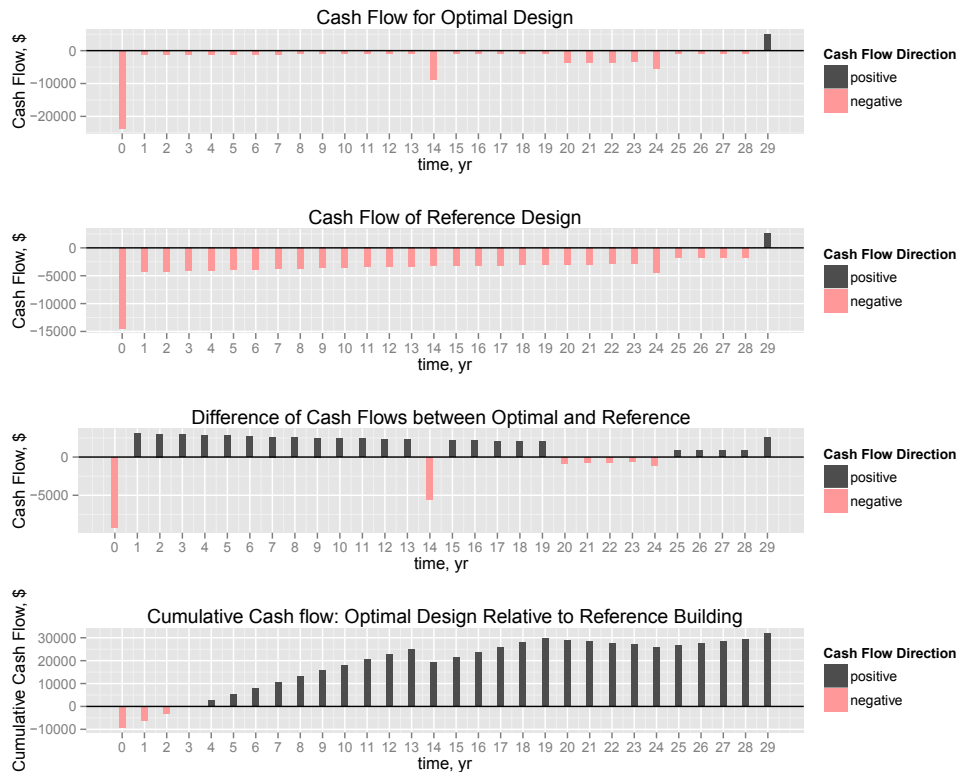 Cash Flow for Optimal Design
Cash Flow, $
0
−10000
−20000
0 1 2 3 4 5 6 7 8 9 10 11 12 13 14 15 16 17 18 19 20 21 22 23 24 25 26 27 28 29
time, yr
Cash Flow Direction
positive
negative
Cash Flow of Reference Design
Cash Flow, $
0
−5000
−10000
−15000
0 1 2 3 4 5 6 7 8 9 10 11 12 13 14 15 16 17 18 19 20 21 22 23 24 25 26 27 28 29
time, yr
Cash Flow Direction
positive
negative
Difference of Cash Flows between Optimal and Reference
Cash Flow, $
0
−5000
0 1 2 3 4 5 6 7 8 9 10 11 12 13 14 15 16 17 18 19 20 21 22 23 24 25 26 27 28 29
time, yr
Cash Flow Direction
positive
negative
Cumulative Cash flow: Optimal Design Relative to Reference Building
Cumulative Cash Flow, $
30000
20000
10000
0
−10000
0 1 2 3 4 5 6 7 8 9 10 11 12 13 14 15 16 17 18 19 20 21 22 23 24 25 26 27 28 29
time, yr
Cash Flow Direction
positive
negative